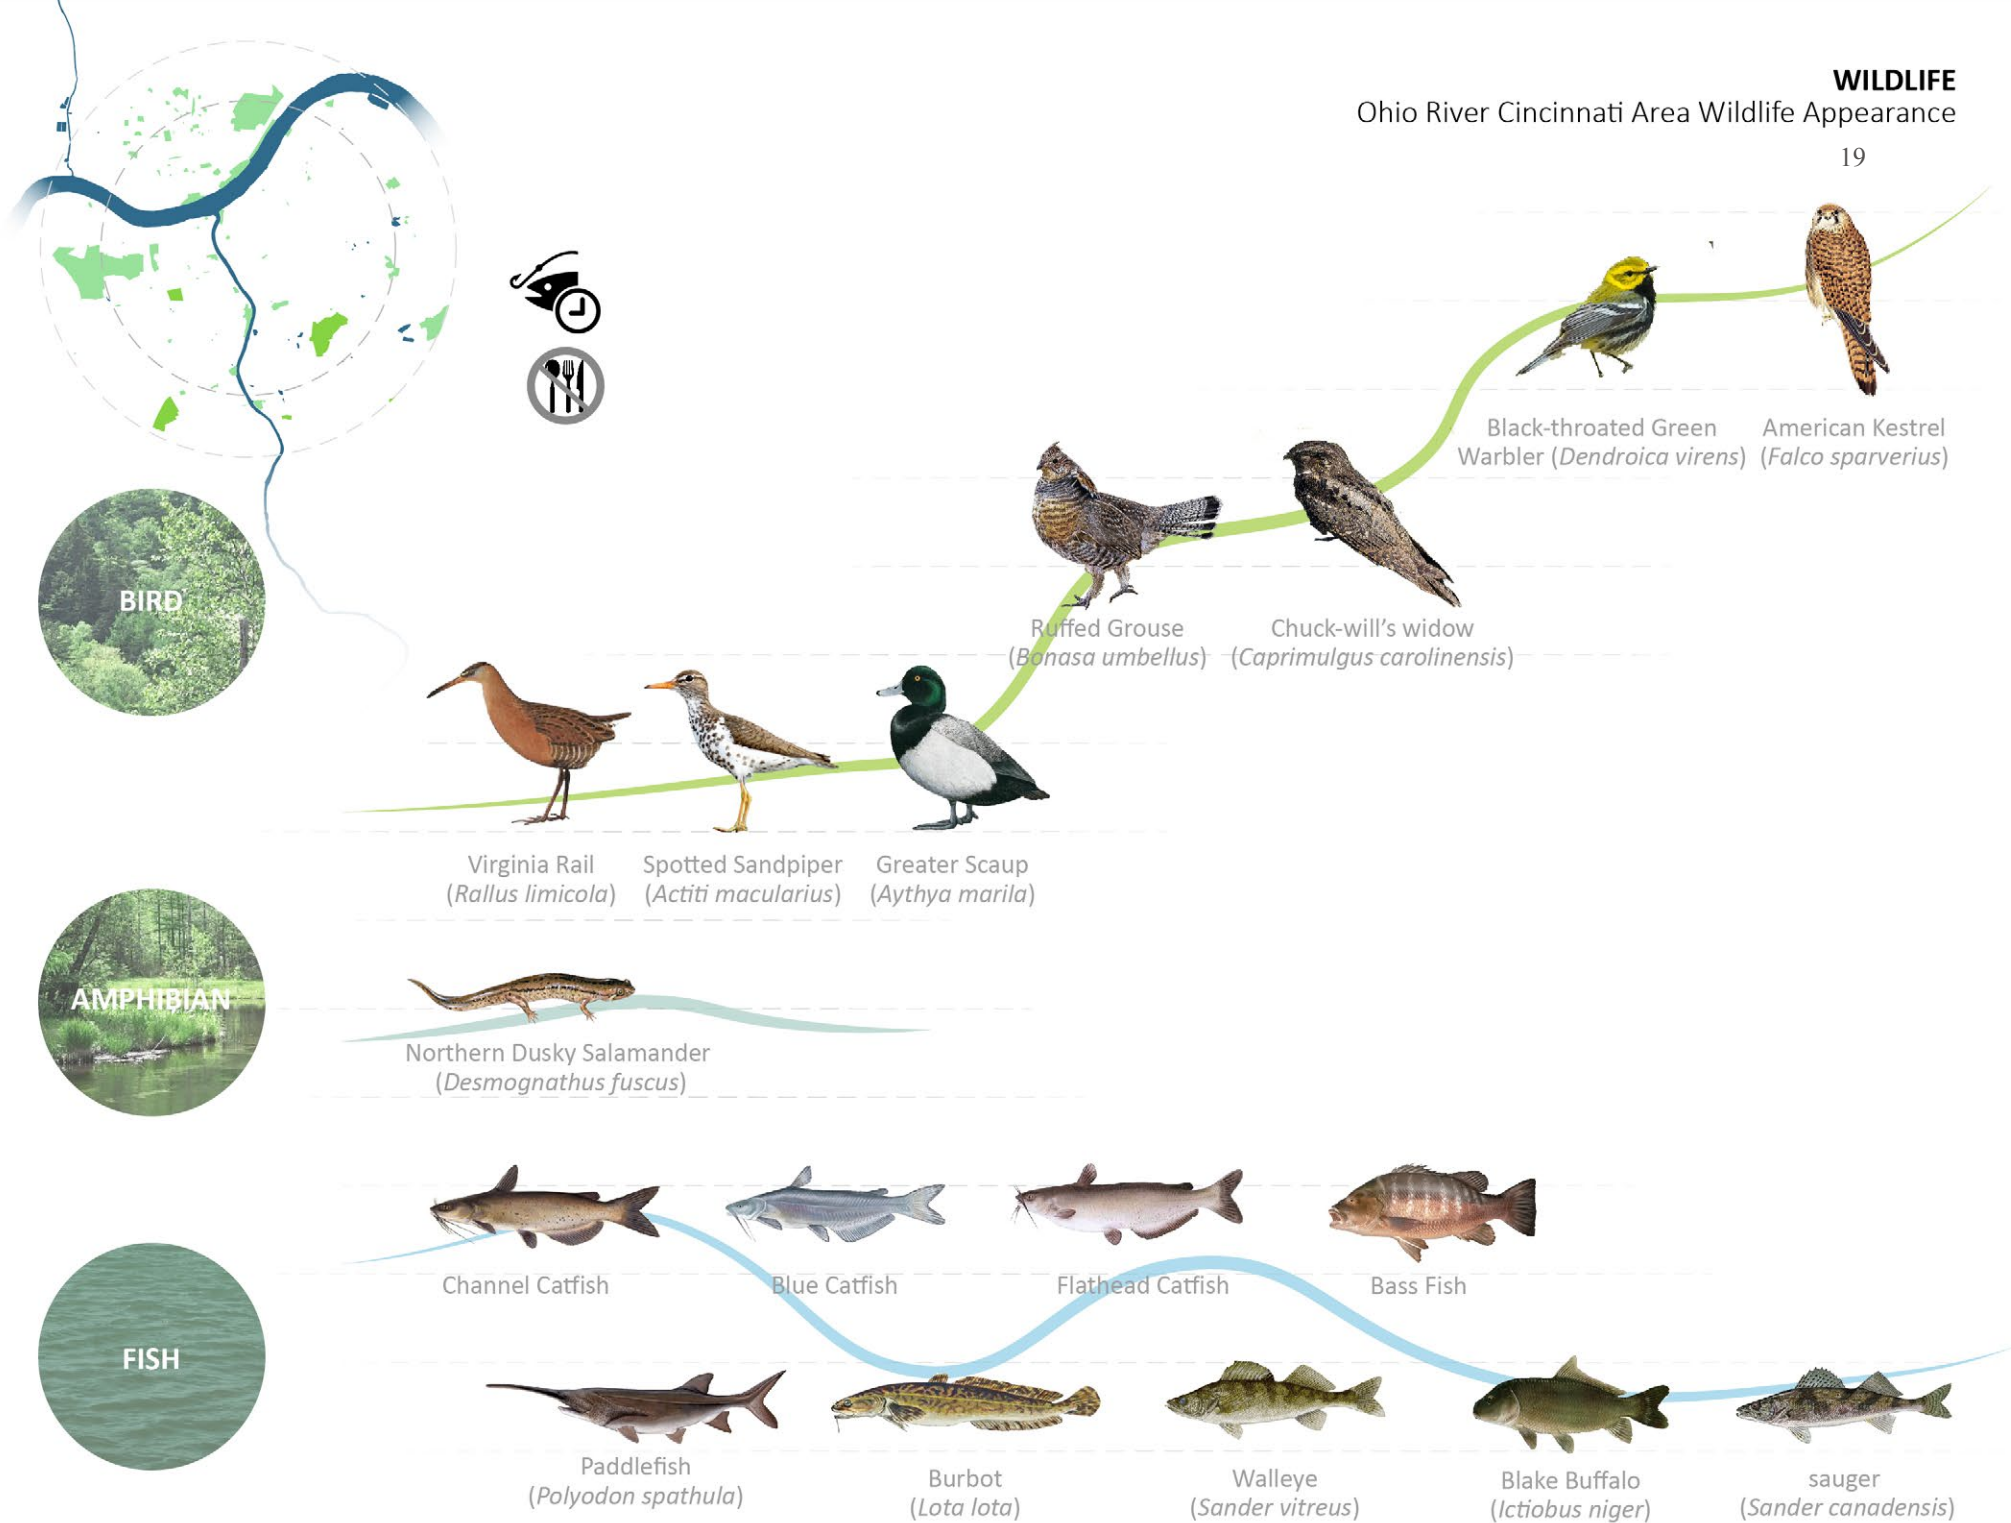 WILDLIFE
Ohio River Cincinnati Area Wildlife Appearance
19
Black-throated Green
Warbler (Dendroica virens)
American Kestrel
(Falco sparverius)
BIRD
Ruffed Grouse
(Bonasa umbellus)
Chuck-will's widow
(Caprimulgus carolinensis)
Virginia Rail
(Rallus limicola)
Spotted Sandpiper
(Actiti macularius)
Greater Scaup
(Aythya marila)
AMPHIBIAN
Northern Dusky Salamander
(Desmognathus fuscus)
FISH
Channel Catfish
Blue Catfish
Flathead Catfish
Bass Fish
Paddlefish
(Polyodon spathula)
Burbot
(Lota lota)
Walleye
(Sander vitreus)
Blake Buffalo
(Ictiobus niger)
sauger
(Sander canadensis)